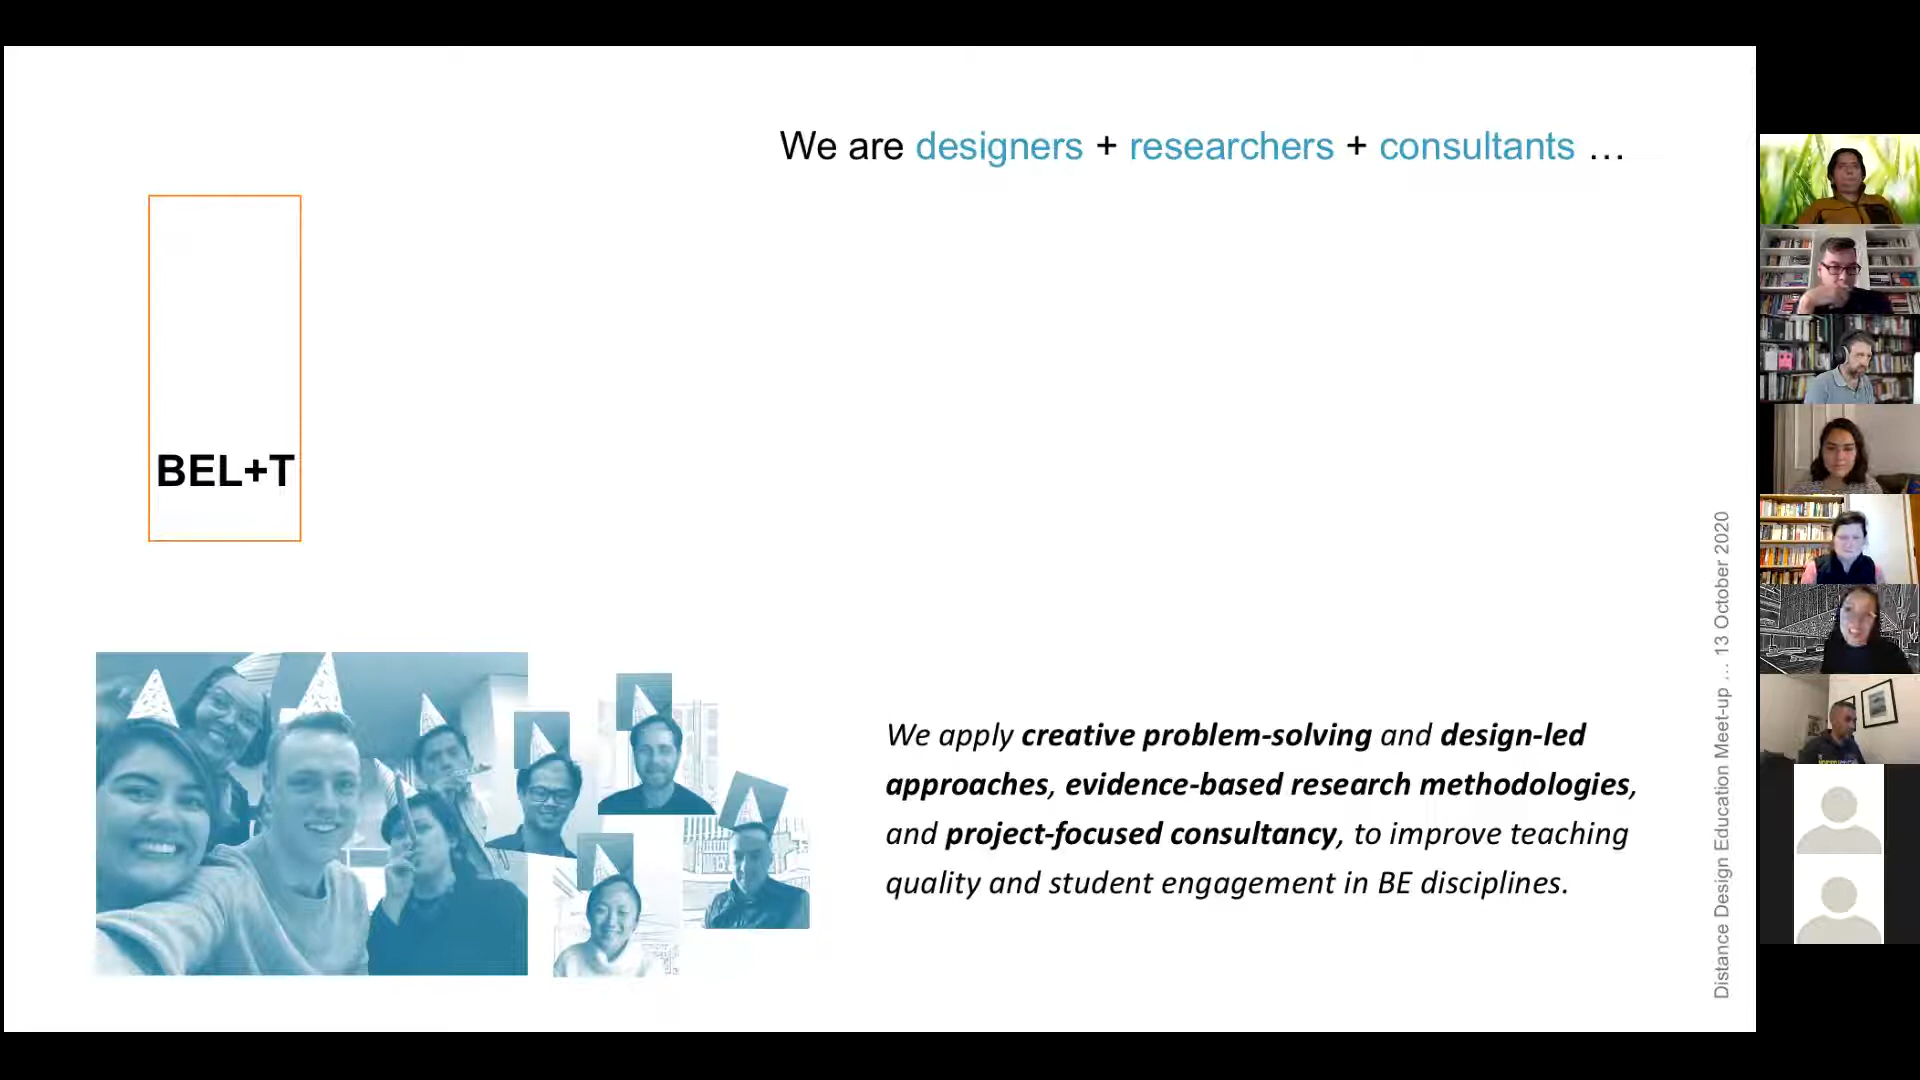 We are designers + researchers + consultants …
BEL+T
We apply creative problem-solving and design-led
approaches, evidence-based research methodologies,
and project-focused consultancy, to improve teaching
quality and student engagement in BE disciplines.
Distance Design Education Meet-up … 13 October 2020